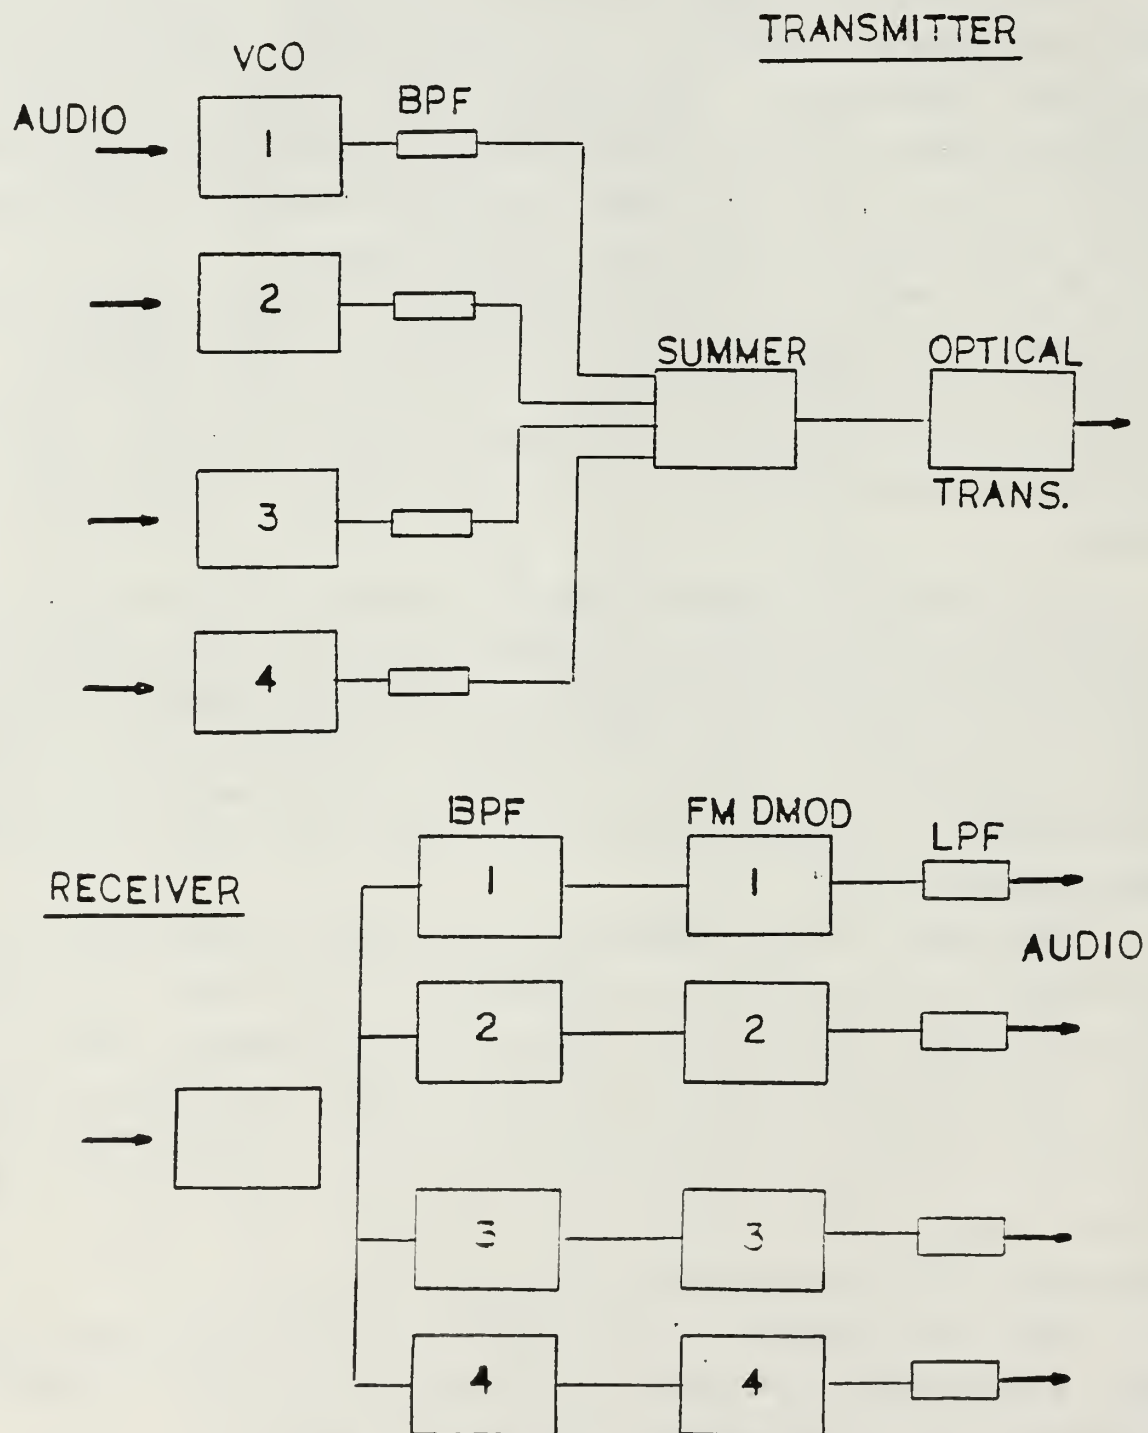 TRANSMITTER
VCO
BPF
AUDIO
1
2
SUMMER
OPTICAL
TRANS.
3
4
BPF
FM DMOD
LPF
RECEIVER
1
1
AUDIO
2
2
3
3
4
4